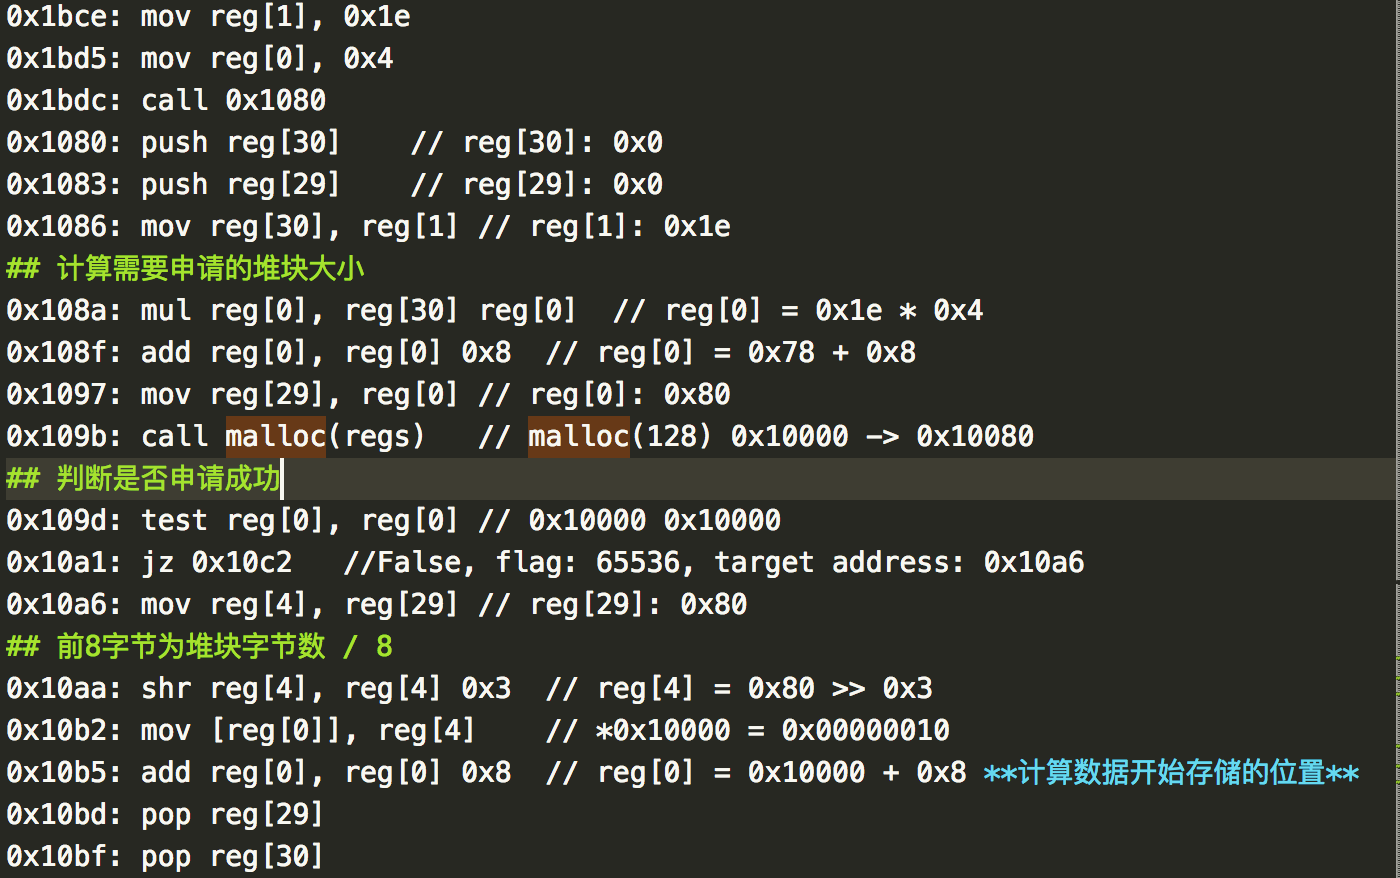 0x1bce: mov reg[1], 0x1e
0x1bd5: mov reg[0], 0x4
0x1bdc: call 0x1080
0x1080: push reg[30]    // reg[30]: 0x0
0x1083: push reg[29]    // reg[29]: 0x0
0x1086: mov reg[30], reg[1] // reg[1]: 0x1e
## 计算需要申请的堆块大小
0x108a: mul reg[0], reg[30] reg[0]  // reg[0] = 0x1e * 0x4
0x108f: add reg[0], reg[0] 0x8  // reg[0] = 0x78 + 0x8
0x1097: mov reg[29], reg[0] // reg[0]: 0x80
0x109b: call malloc(regs)   // malloc(128) 0x10000 —> 0x10080
## 判断是否申请成功
0x109d: test reg[0], reg[0] // 0x10000 0x10000
0x10a1: jz 0x10c2   //False, flag: 65536, target address: 0x10a6
0x10a6: mov reg[4], reg[29] // reg[29]: 0x80
## 前8字节为堆块字节数 / 8
0x10aa: shr reg[4], reg[4] 0x3  // reg[4] = 0x80 >> 0x3
0x10b2: mov [reg[0]], reg[4]    // *0x10000 = 0x00000010
0x10b5: add reg[0], reg[0] 0x8  // reg[0] = 0x10000 + 0x8 **计算数据开始存储的位置**
0x10bd: pop reg[29]
0x10bf: pop reg[30]